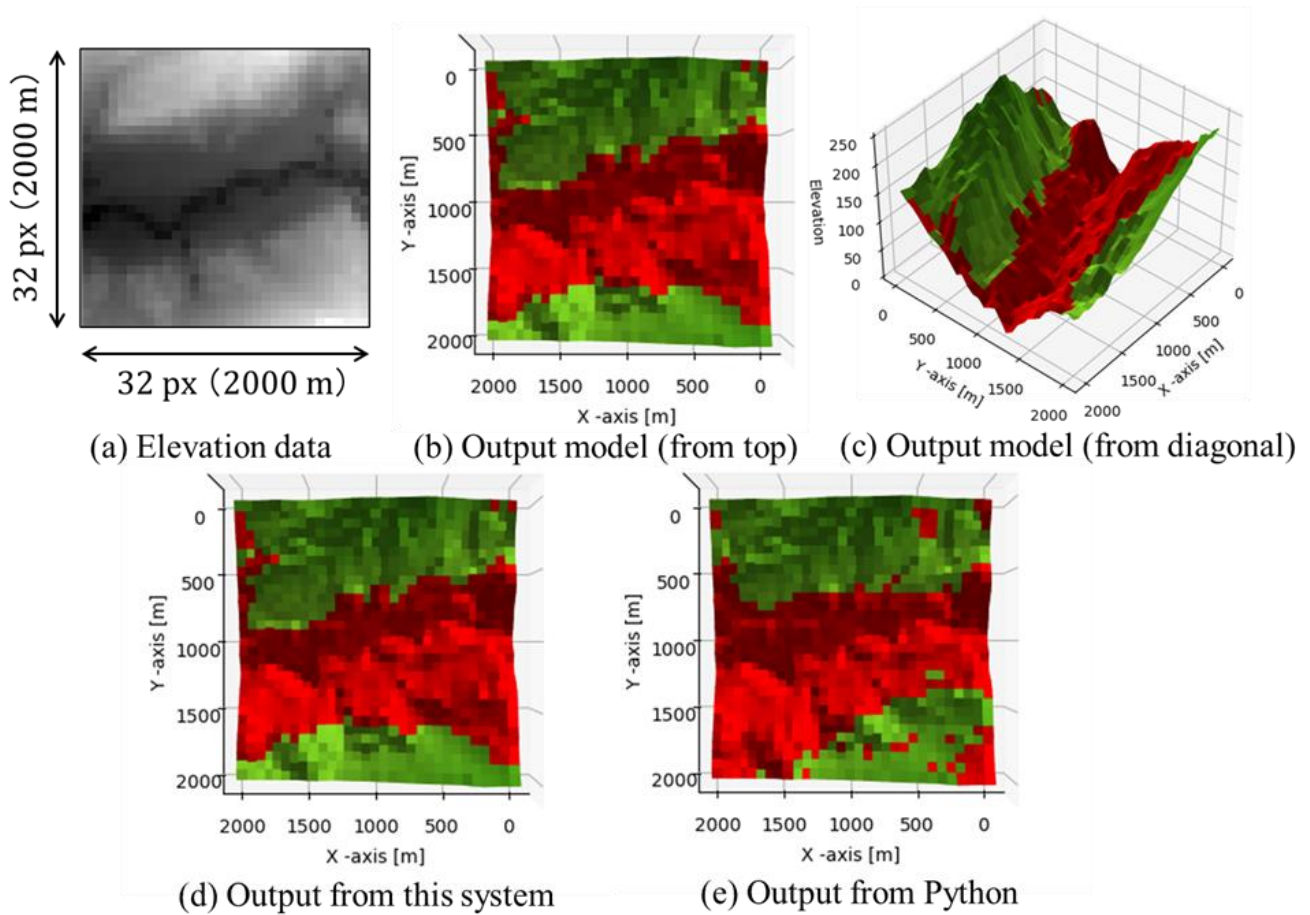 32 px (2000 m)
32 px (2000 m)
(a) Elevation data
0
500
1000
1500
2000
Y -axis [m]
2000 1500 1000 500 0
X -axis [m]
(b) Output model (from top)
250
200
150
100
50
0
Elevation
0
500
1000
1500
2000
Y -axis [m]
0
500
1000
1500
2000
X -axis [m]
(c) Output model (from diagonal)
0
500
1000
1500
2000
Y -axis [m]
2000 1500 1000 500 0
X -axis [m]
(d) Output from this system
0
500
1000
1500
2000
Y -axis [m]
2000 1500 1000 500 0
X -axis [m]
(e) Output from Python